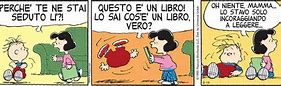 PERCHE' TE NE STAI
SEDUTO LI?!
QUESTO E' UN LIBRO!
LO SAI COS'E' UN LIBRO,
VERO?
OH NIENTE, MAMMA...
LO STAVO SOLO
INCORAGGIANDO
A LEGGERE...